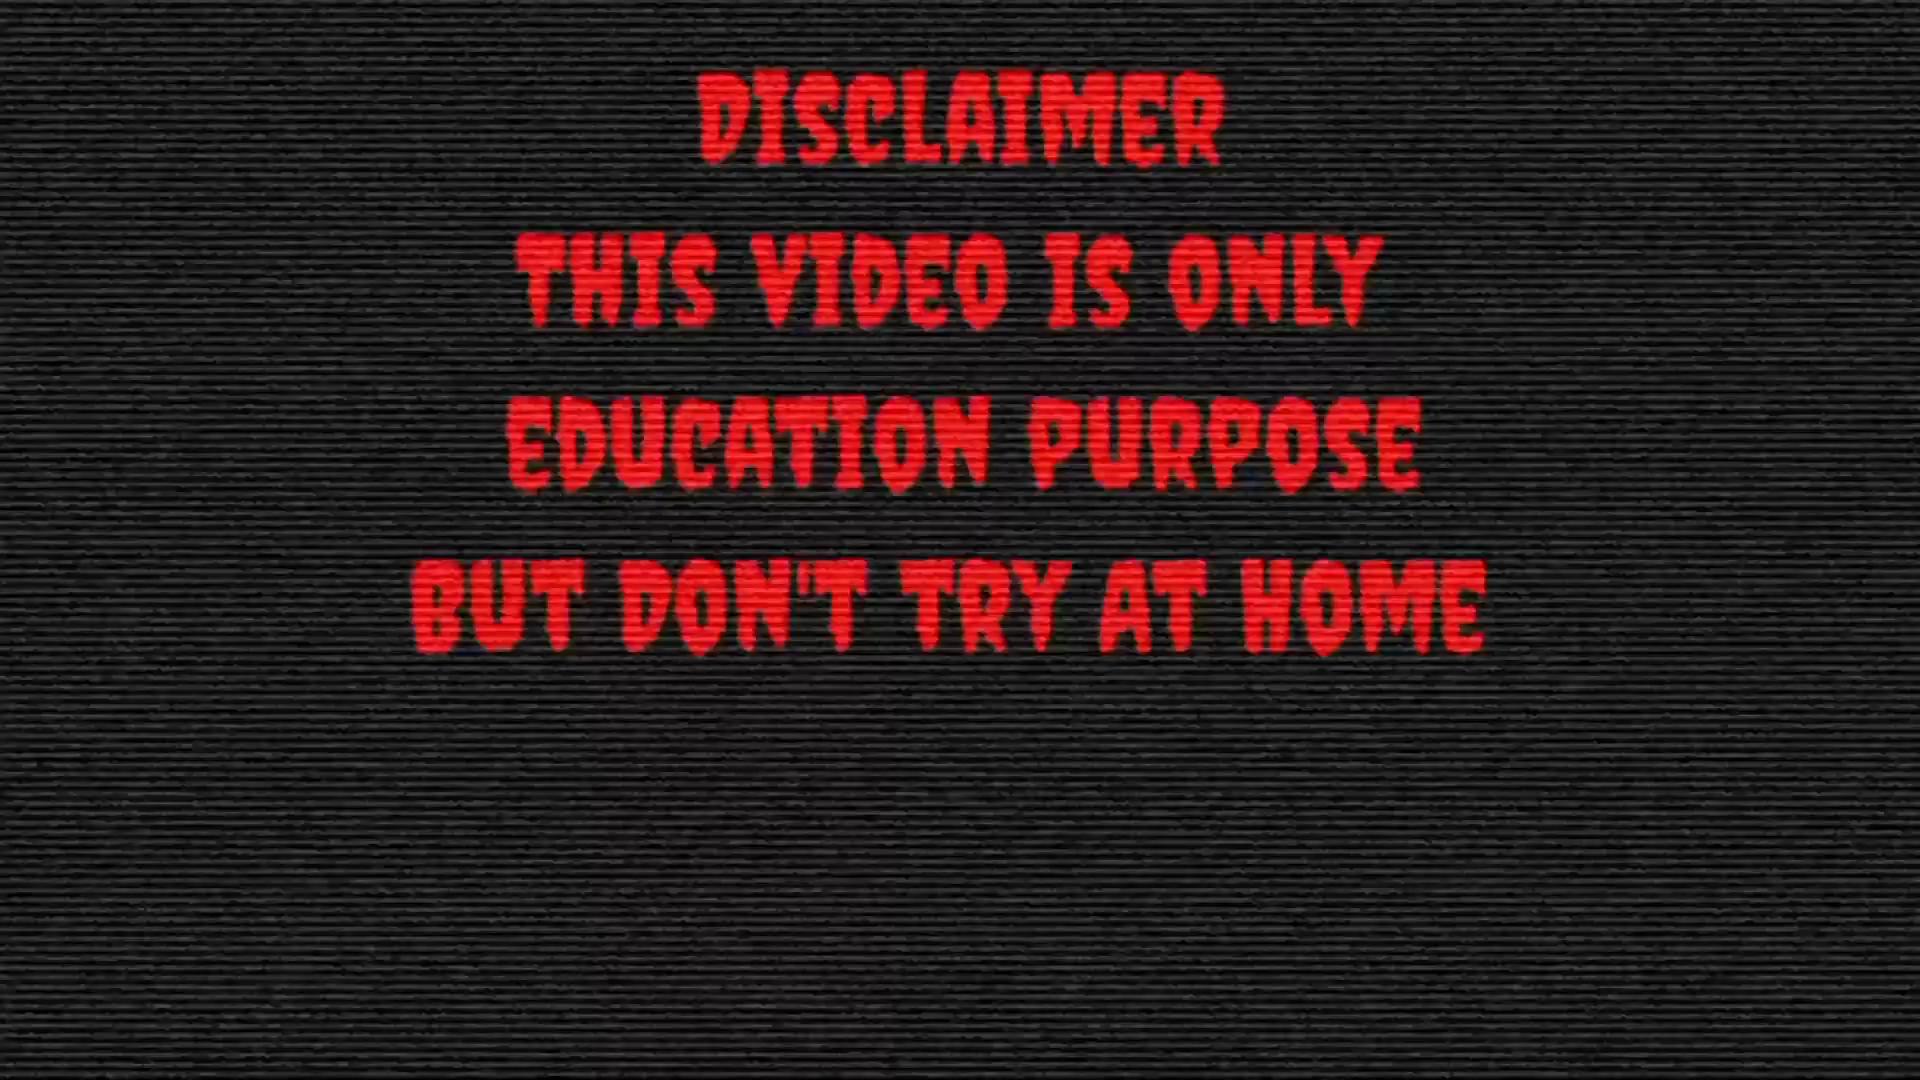 DISCLAIMER
THIS VIDEO IS ONLY
EDUCATION PURPOSE
BUT DON'T TRY AT HOME